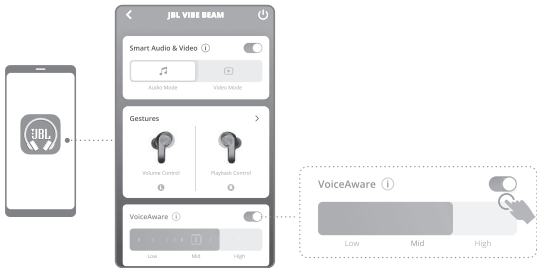 JBL
JBL VIBE BEAM
Smart Audio & Video
Audio Mode Video Mode
Gestures
Volume Control Playback Control
L R
VoiceAware
Low Mid High
VoiceAware
Low Mid High